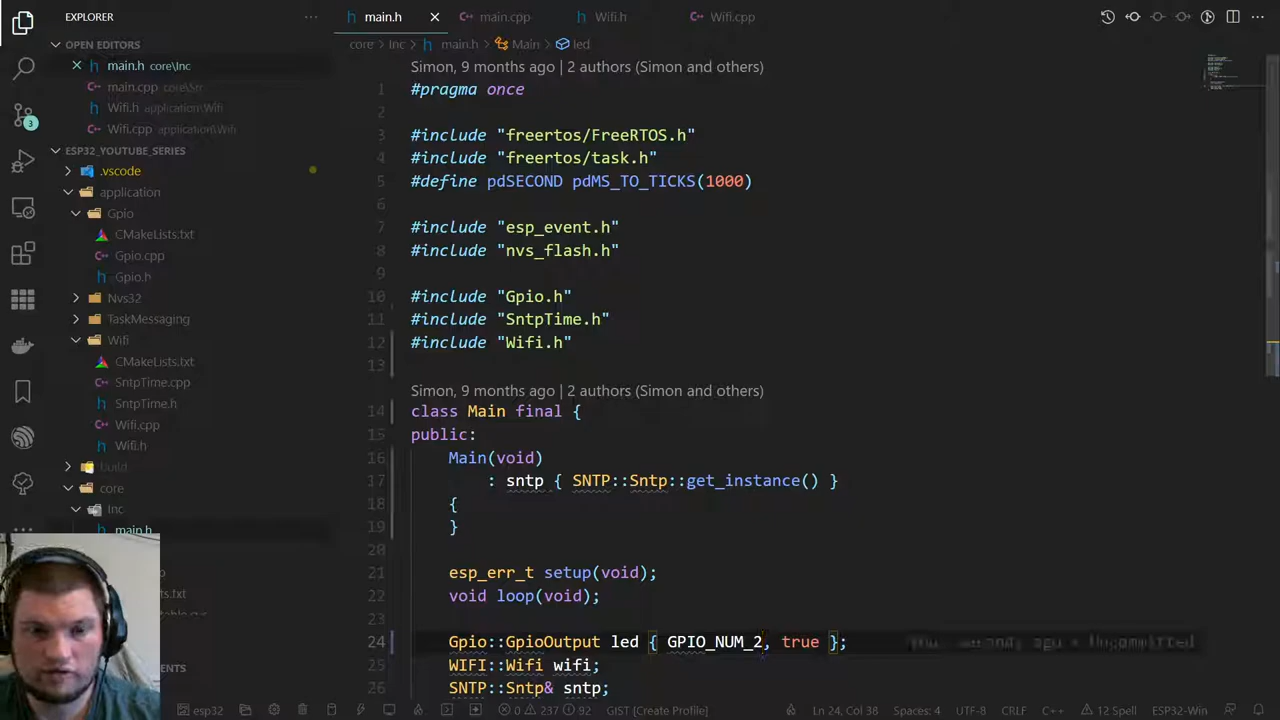 EXPLORER
OPEN EDITORS
main.h core\Inc
main.cpp core\Src
Wifi.h application\Wifi
Wifi.cpp application\Wifi
ESP32_YOUTUBE_SERIES
.vscode
application
Gpio
CMakeLists.txt
Gpio.cpp
Gpio.h
Nvs32
TaskMessaging
Wifi
CMakeLists.txt
SntpTime.cpp
SntpTime.h
Wifi.cpp
Wifi.h
build
core
Inc
main.h
main.h main.cpp Wifi.h Wifi.cpp
core > Inc > main.h > Main > led
Simon, 9 months ago | 2 authors (Simon and others)
1 #pragma once
2
3 #include "freertos/FreeRTOS.h"
4 #include "freertos/task.h"
5 #define pdSECOND pdMS_TO_TICKS(1000)
6
7 #include "esp_event.h"
8 #include "nvs_flash.h"
9
10 #include "Gpio.h"
11 #include "SntpTime.h"
12 #include "Wifi.h"
13
Simon, 9 months ago | 2 authors (Simon and others)
14 class Main final {
15 public:
16 Main(void)
17 : sntp { SNTP::Sntp::get_instance() }
18 {
19 }
20
21 esp_err_t setup(void);
22 void loop(void);
23
24 Gpio::GpioOutput led { GPIO_NUM_2, true };
25 WIFI::Wifi wifi;
26 SNTP::Sntp& sntp;
3
esp32 0 237 92 GIST [Create Profile] Ln 24, Col 38 Spaces: 4 UTF-8 CRLF C++ 12 Spell ESP32-Win